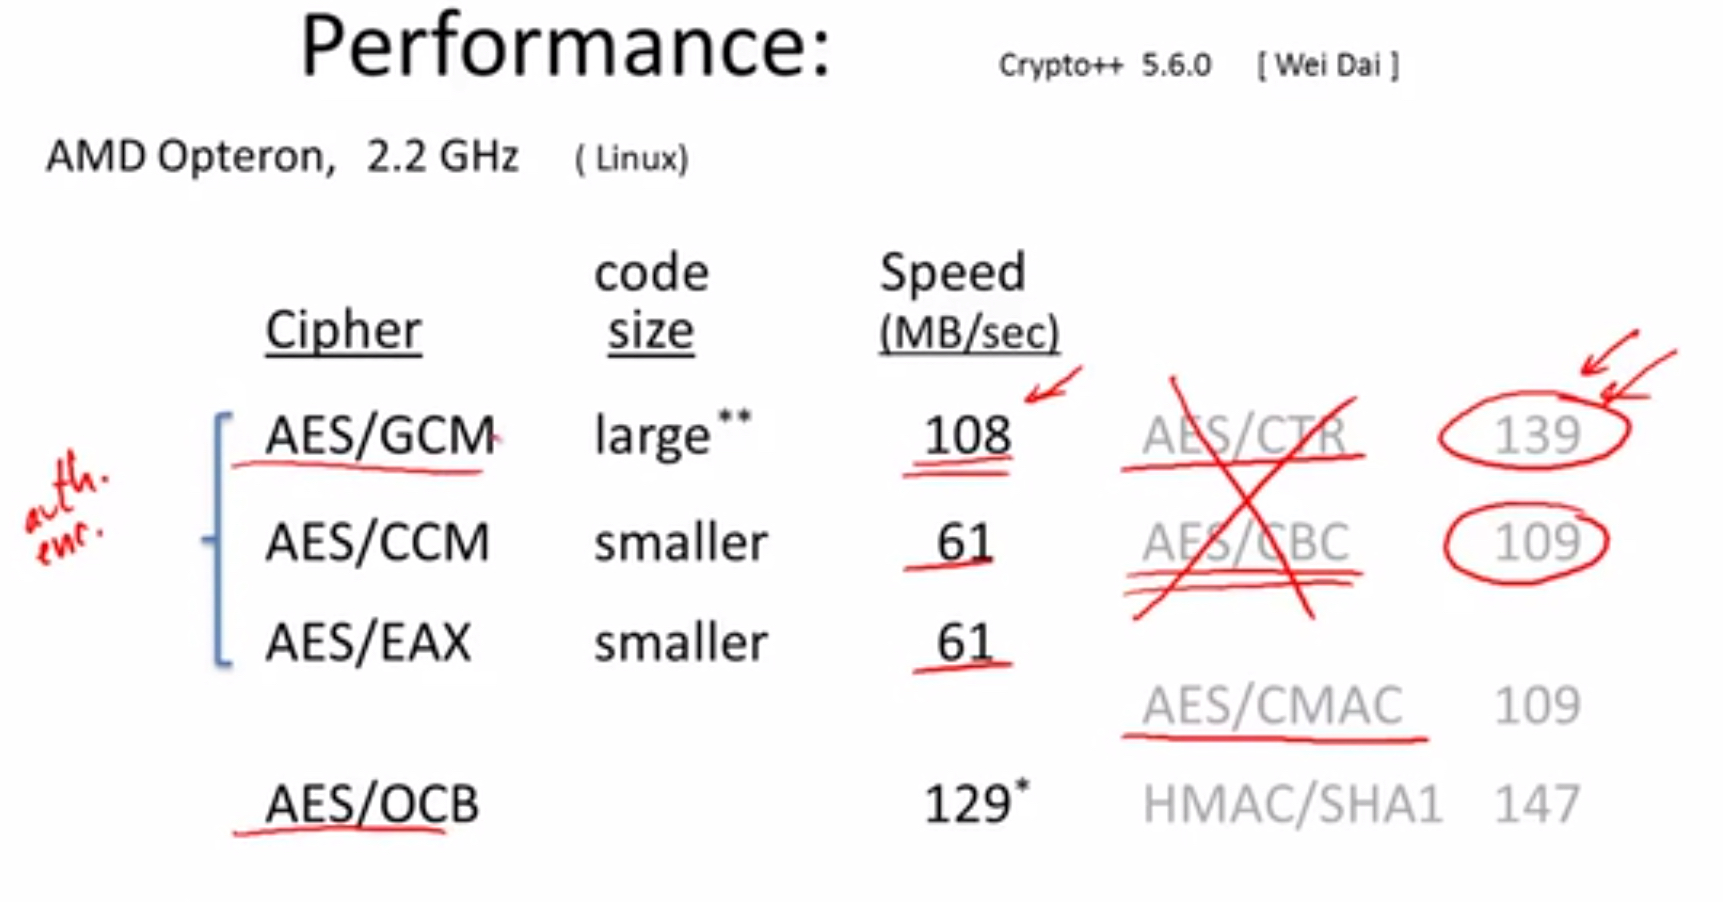 Performance:
Crypto++ 5.6.0 [ Wei Dai ]
AMD Opteron, 2.2 GHz ( Linux)
Cipher code size Speed (MB/sec)
AES/GCM large** 108 AES/CTR 139
auth. enc.
AES/CCM smaller 61 AES/CBC 109
AES/EAX smaller 61
AES/CMAC 109
AES/OCB 129* HMAC/SHA1 147